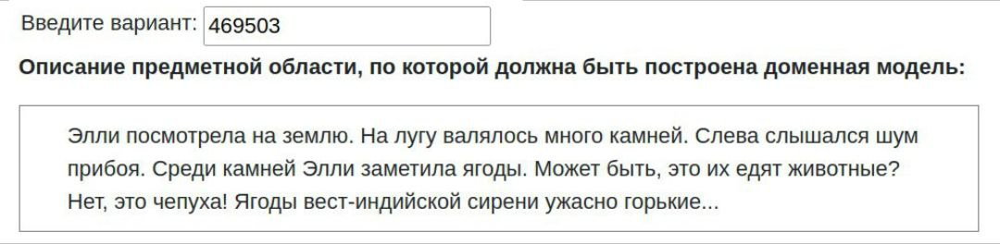 Введите вариант: 469503
Описание предметной области, по которой должна быть построена доменная модель:
Элли посмотрела на землю. На лугу валялось много камней. Слева слышался шум
прибоя. Среди камней Элли заметила ягоды. Может быть, это их едят животные?
Нет, это чепуха! Ягоды вест-индийской сирени ужасно горькие...